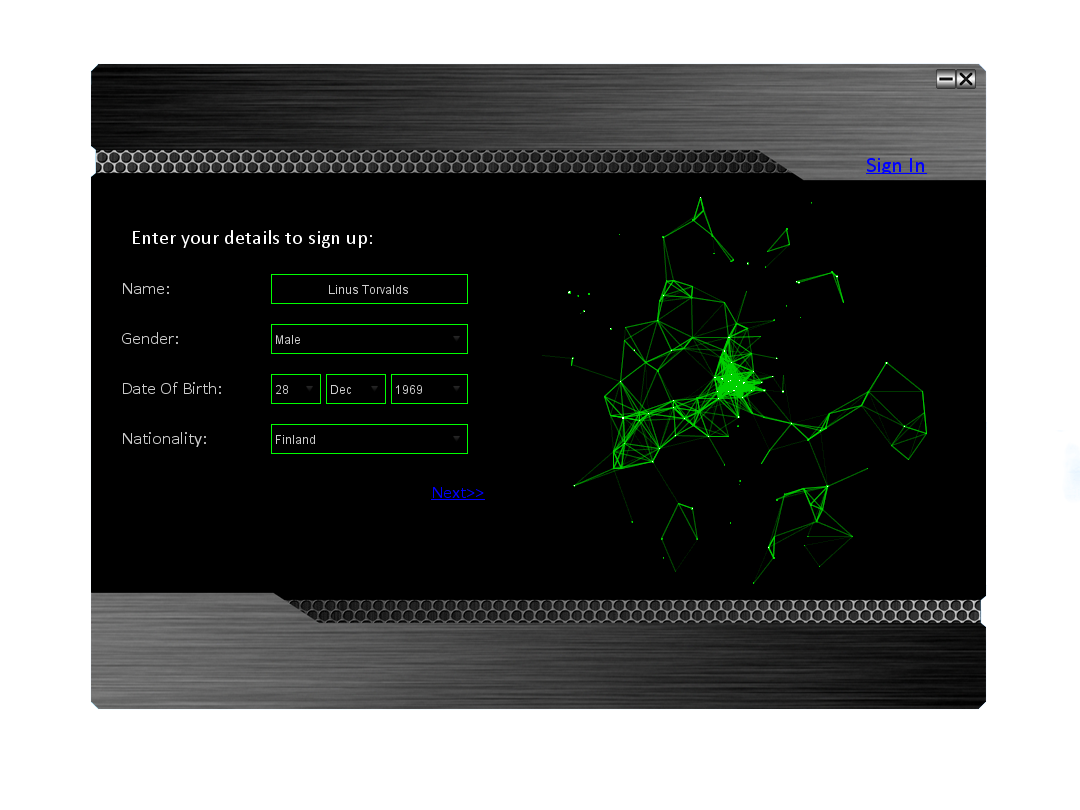 Sign In
Enter your details to sign up:
Name: Linus Torvalds
Gender: Male
Date Of Birth: 28 Dec 1969
Nationality: Finland
Next>>